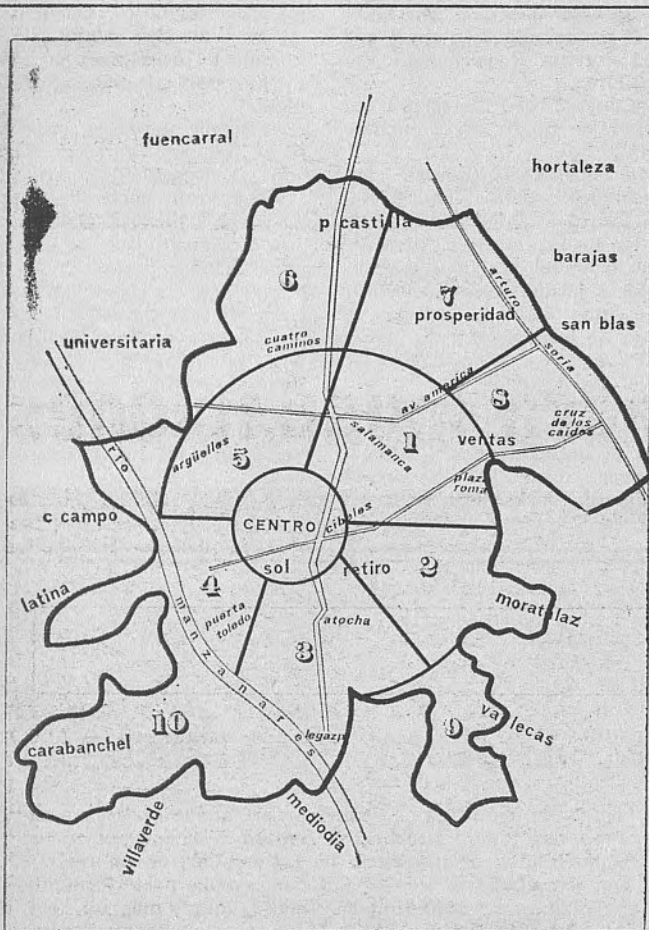 fuencarral
hortaleza
p castilla
barajas
6
7
arturo
prosperidad
san blas
universitaria
cuatro
caminos
soria
av. america
8
cruz
de los
caidos
1
ventas
salamanca
argüelles
5
plaza
roma
rio
c campo
CENTRO
cibeles
sol
retiro
2
4
latina
moratalaz
puerta
toledo
atocha
manzanares
3
10
9
vallecas
carabanchel
legazpi
mediodia
villaverde